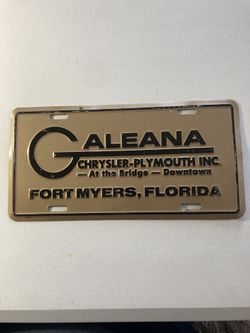 GALEANA
CHRYSLER-PLYMOUTH INC.
— At the Bridge — Downtown
FORT MYERS, FLORIDA